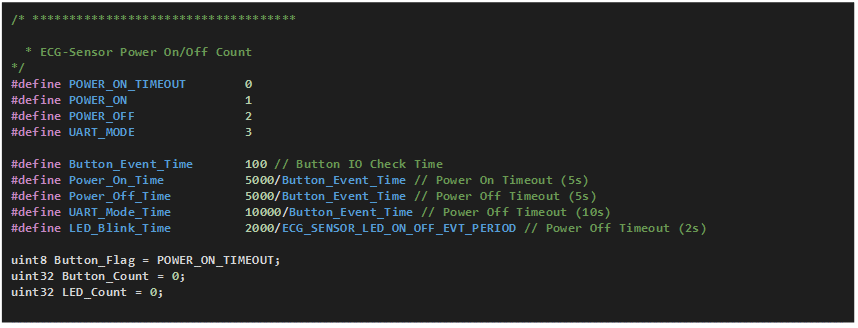 /* ************************************
* ECG-Sensor Power On/Off Count
*/
#define POWER_ON_TIMEOUT 0
#define POWER_ON 1
#define POWER_OFF 2
#define UART_MODE 3
#define Button_Event_Time 100 // Button IO Check Time
#define Power_On_Time 5000/Button_Event_Time // Power On Timeout (5s)
#define Power_Off_Time 5000/Button_Event_Time // Power Off Timeout (5s)
#define UART_Mode_Time 10000/Button_Event_Time // Power Off Timeout (10s)
#define LED_Blink_Time 2000/ECG_SENSOR_LED_ON_OFF_EVT_PERIOD // Power Off Timeout (2s)
uint8 Button_Flag = POWER_ON_TIMEOUT;
uint32 Button_Count = 0;
uint32 LED_Count = 0;